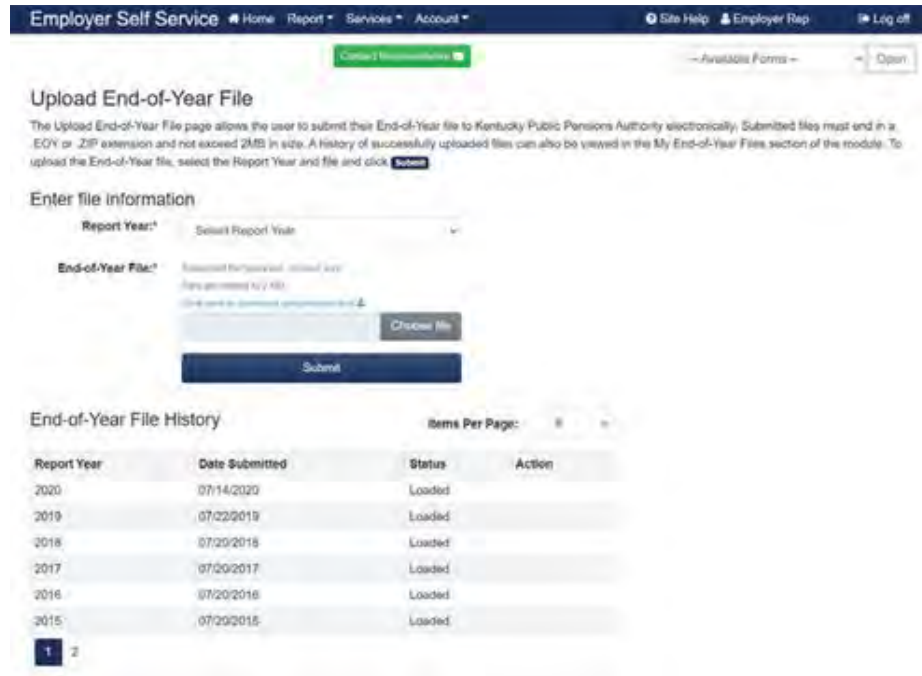 Employer Self Service Home Report Services Account Site Help Employer Rep Log off
-- Available Forms -- Open
Upload End-of-Year File
The Upload End-of-Year File page allows the user to submit their End-of-Year file to Kentucky Public Pensions Authority electronically. Submitted files must end in a
.EOY or .ZIP extension and not exceed 2MB in size. A history of successfully uploaded files can also be viewed in the My End-of-Year Files section of the module. To
upload the End-of-Year file, select the Report Year and file and click Submit
Enter file information
Report Year:* Select Report Year
End-of-Year File:*
Choose file
Submit
End-of-Year File History Items Per Page:
Report Year Date Submitted Status Action
2020 07/14/2020 Loaded
2019 07/22/2019 Loaded
2018 07/20/2018 Loaded
2017 07/20/2017 Loaded
2016 07/20/2016 Loaded
2015 07/20/2015 Loaded
1 2